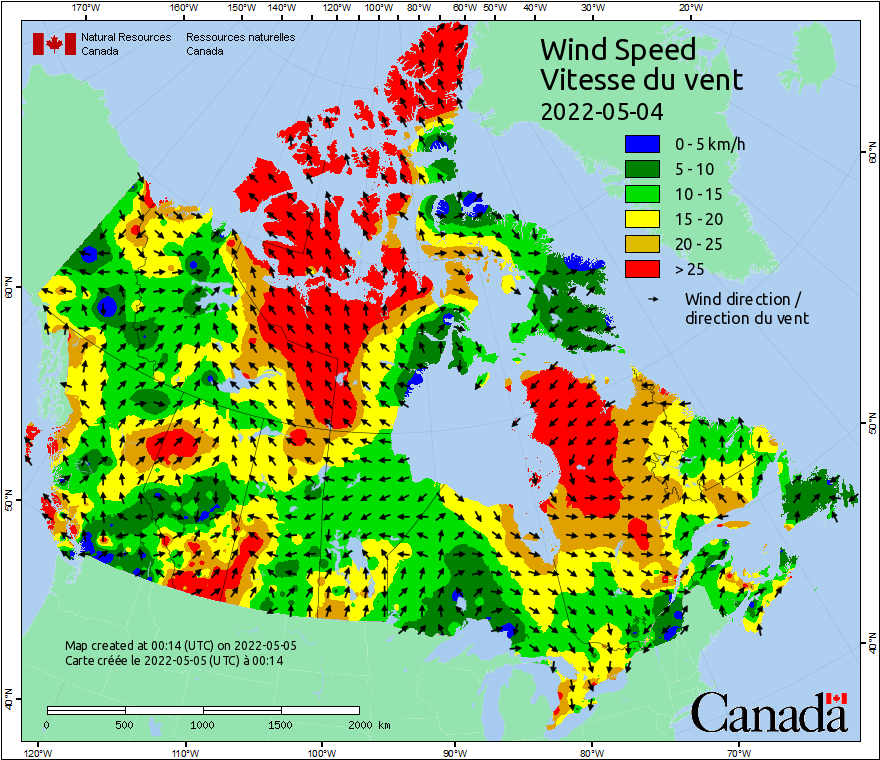 170°W 160°W 150°W 140°W 130°W 120°W 110°W 100°W 90°W 80°W 70°W 60°W 50°W 40°W 30°W 20°W
Natural Resources Canada
Ressources naturelles Canada
Wind Speed
Vitesse du vent
2022-05-04
0 - 5 km/h
5 - 10
10 - 15
15 - 20
20 - 25
> 25
Wind direction /
direction du vent
60°N
50°N
40°N
60°N
50°N
40°N
Map created at 00:14 (UTC) on 2022-05-05
Carte créée le 2022-05-05 (UTC) à 00:14
0 500 1000 1500 2000 km
Canada
120°W 110°W 100°W 90°W 80°W 70°W